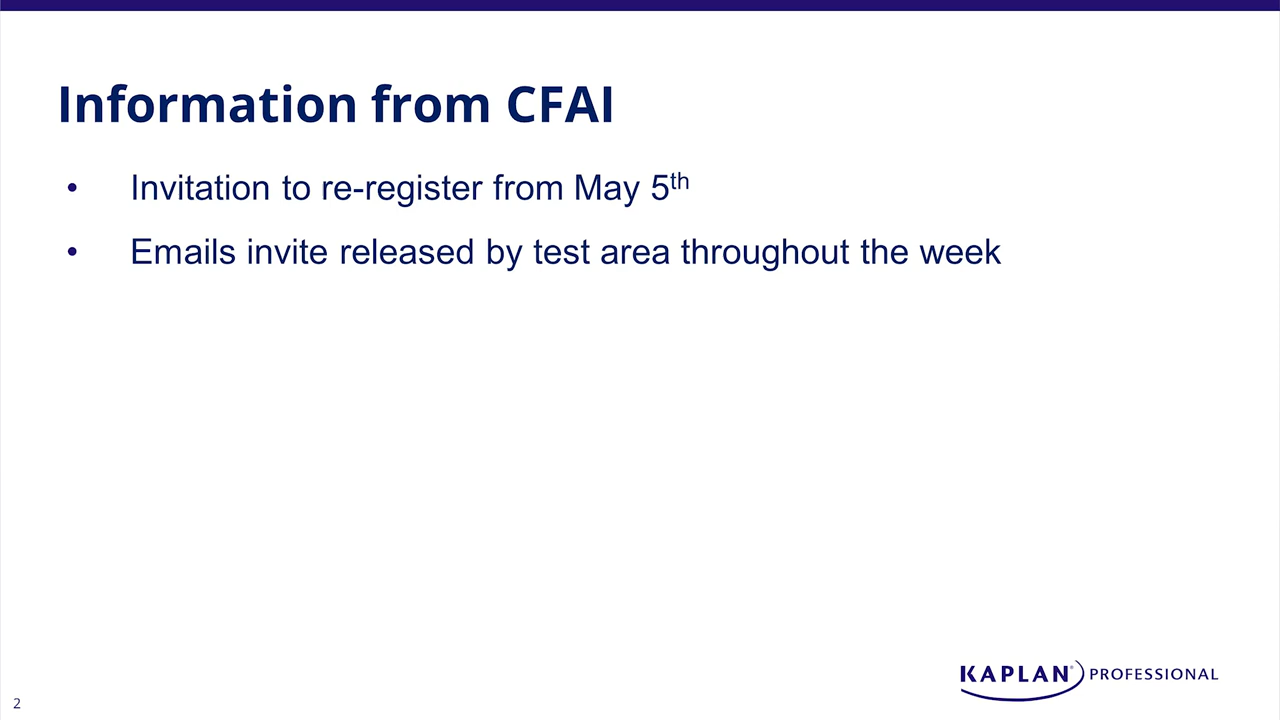 Information from CFAI
• Invitation to re-register from May 5th
• Emails invite released by test area throughout the week
KAPLAN® PROFESSIONAL
2